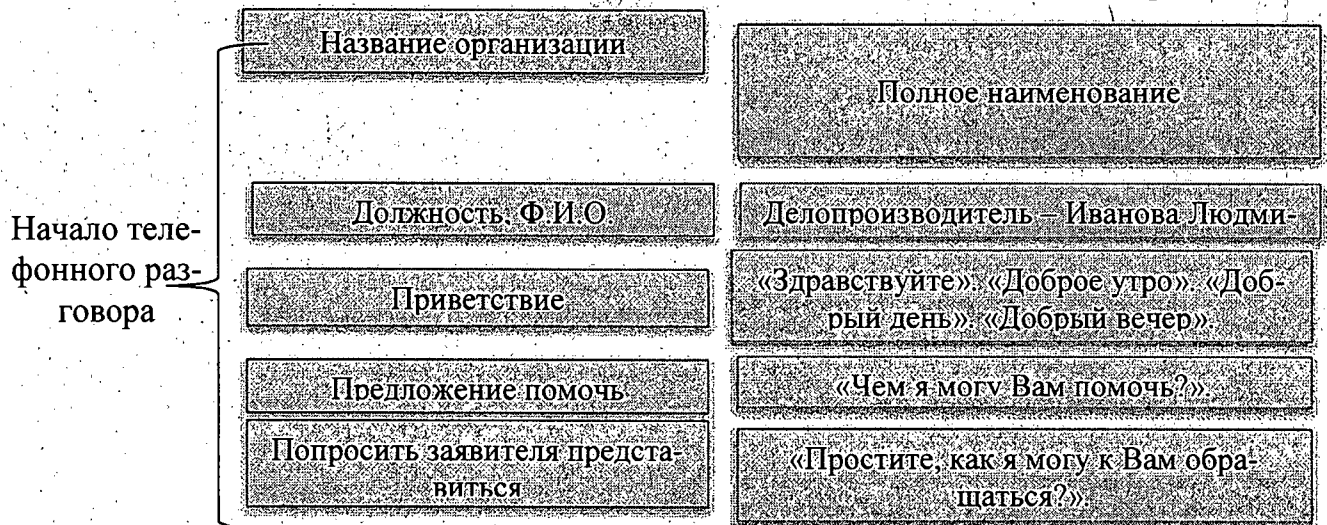 Название организации
Полное наименование
Начало теле-
фонного раз-
говора
Должность, Ф.И.О
Делопроизводитель – Иванова Людми-
Приветствие
«Здравствуйте». «Доброе утро». «Доб-
рый день». «Добрый вечер».
Предложение помочь
«Чем я могу Вам помочь?».
Попросить заявителя предста-
виться
«Простите, как я могу к Вам обра-
щаться?».